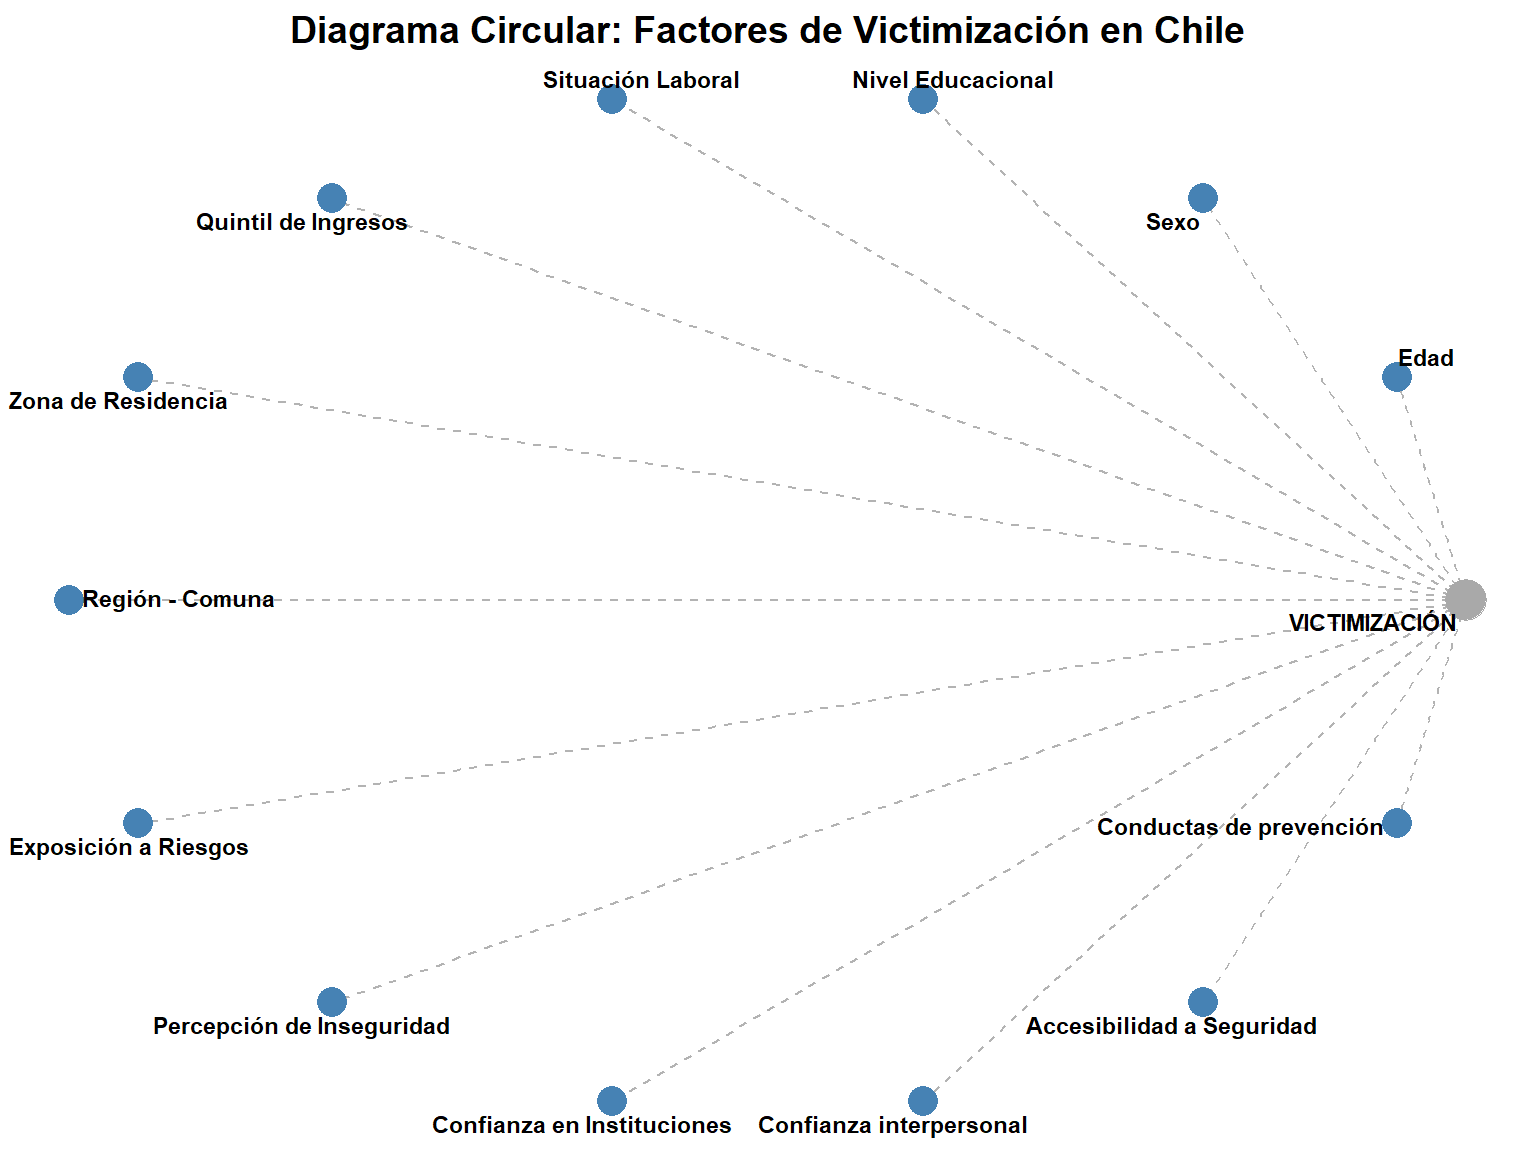 Diagrama Circular: Factores de Victimización en Chile
Situación Laboral
Nivel Educacional
Quintil de Ingresos
Sexo
Edad
Zona de Residencia
Región - Comuna
VICTIMIZACIÓN
Conductas de prevención
Exposición a Riesgos
Percepción de Inseguridad
Accesibilidad a Seguridad
Confianza en Instituciones
Confianza interpersonal